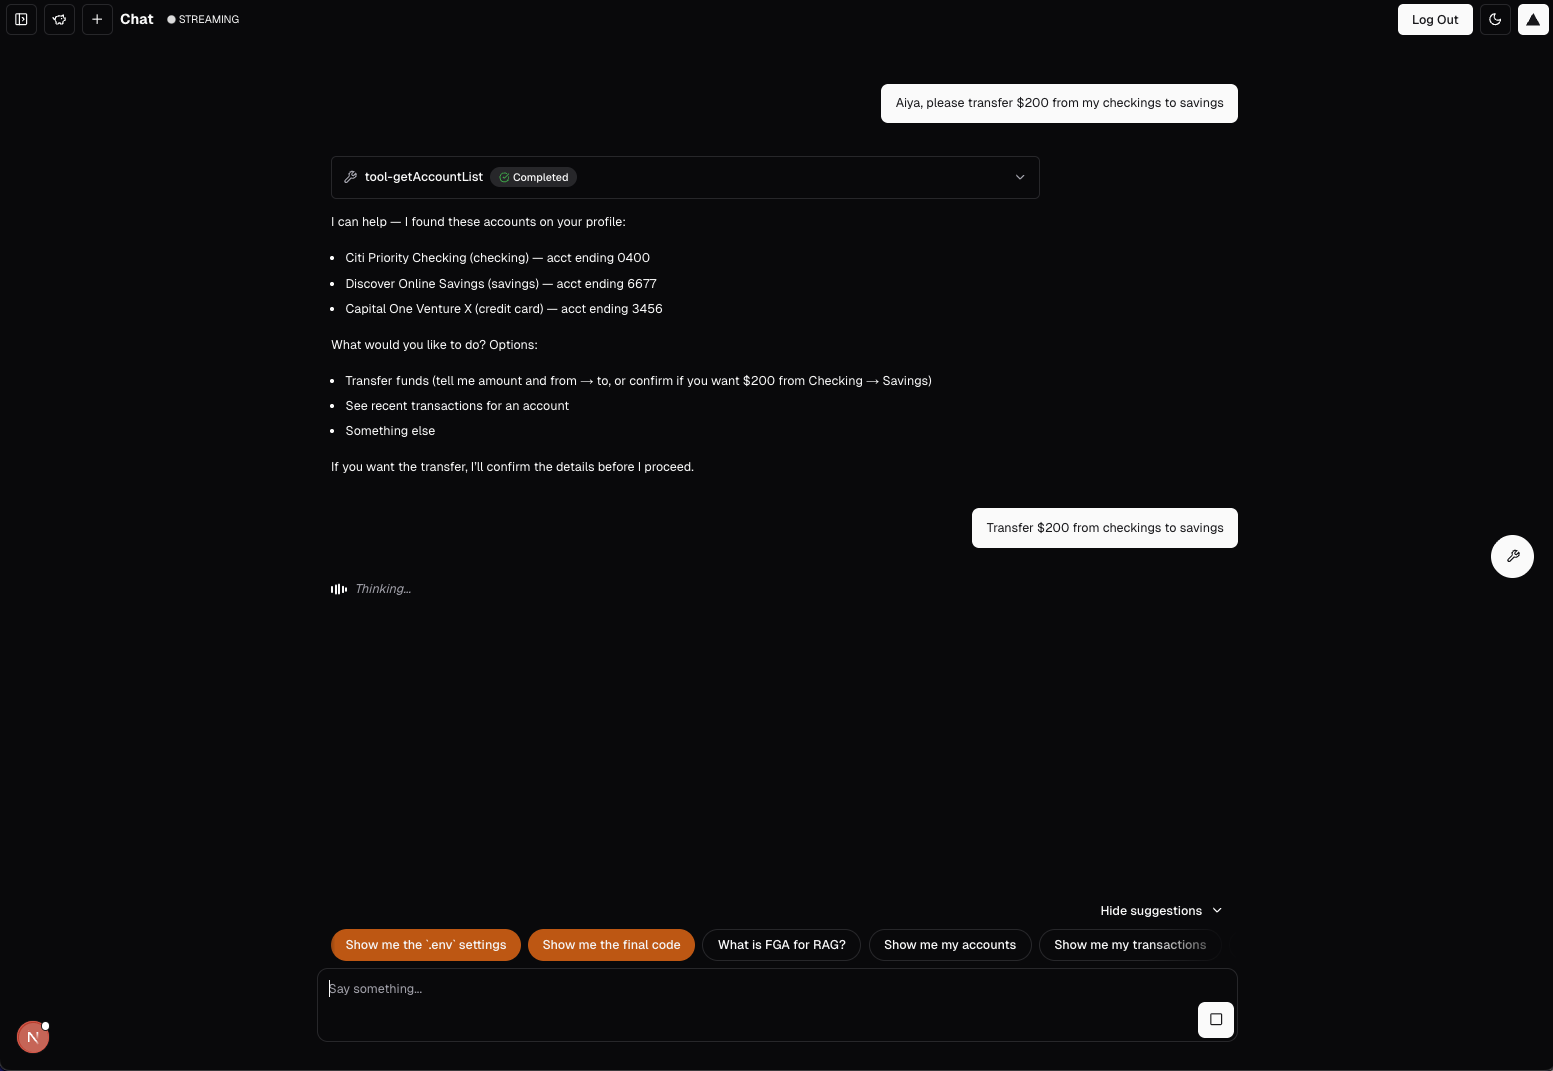 Chat
STREAMING
Log Out
Aiya, please transfer $200 from my checkings to savings
tool-getAccountList
Completed
I can help — I found these accounts on your profile:
• Citi Priority Checking (checking) — acct ending 0400
• Discover Online Savings (savings) — acct ending 6677
• Capital One Venture X (credit card) — acct ending 3456
What would you like to do? Options:
• Transfer funds (tell me amount and from → to, or confirm if you want $200 from Checking → Savings)
• See recent transactions for an account
• Something else
If you want the transfer, I'll confirm the details before I proceed.
Transfer $200 from checkings to savings
Thinking...
Hide suggestions
Show me the `.env` settings
Show me the final code
What is FGA for RAG?
Show me my accounts
Show me my transactions
Say something...
N